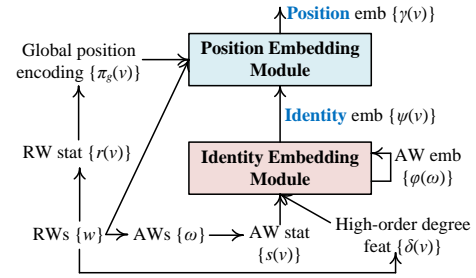 Position emb {γ(v)}
Global position
encoding {π_g(v)}
Position Embedding
Module
Identity emb {ψ(v)}
RW stat {r(v)}
Identity Embedding
Module
AW emb
{φ(ω)}
RWs {w}
AWs {ω}
AW stat
{s(v)}
High-order degree
feat {δ(v)}